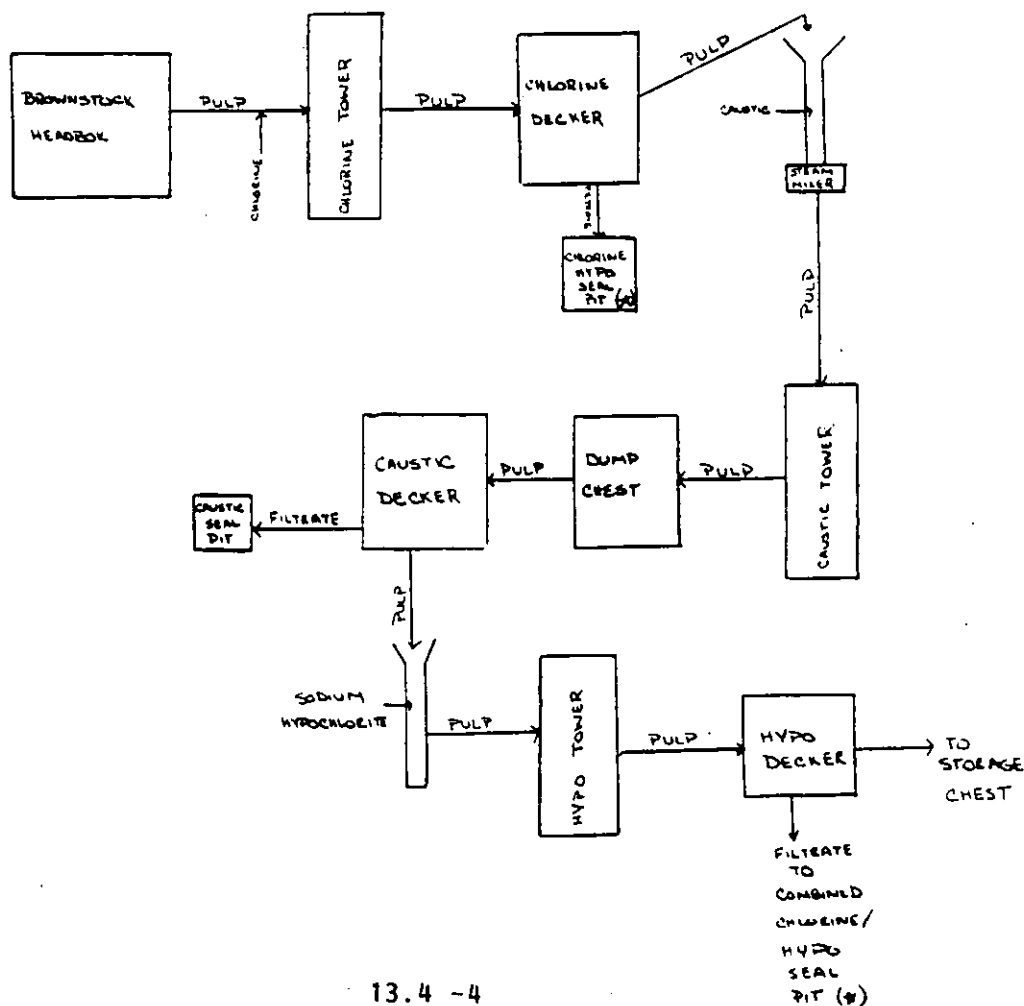 BROWNSTOCK
HEADBOX
PULP
CHLORINE
CHLORINE TOWER
PULP
CHLORINE
DECKER
PULP
CAUSTIC
STEAM
MIXER
CHLORINE
HYPO
SEAL
PIT
PULP
CAUSTIC TOWER
PULP
DUMP
CHEST
PULP
CAUSTIC
DECKER
FILTRATE
CAUSTIC
SEAL
PIT
PULP
SODIUM
HYPOCHLORITE
PULP
HYPO TOWER
PULP
HYPO
DECKER
TO
STORAGE
CHEST
FILTRATE
TO
COMBINED
CHLORINE/
HYPO
SEAL
PIT (*)
13.4 -4